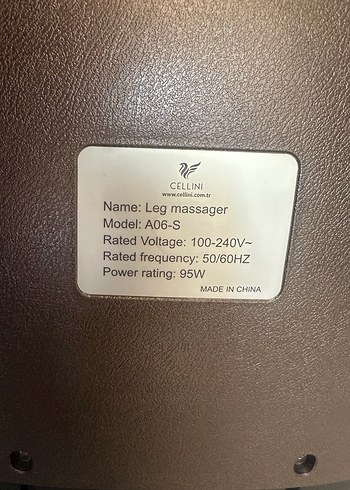 CELLINI
www.cellini.com.tr
Name: Leg massager
Model: A06-S
Rated Voltage: 100-240V~
Rated frequency: 50/60HZ
Power rating: 95W
MADE IN CHINA